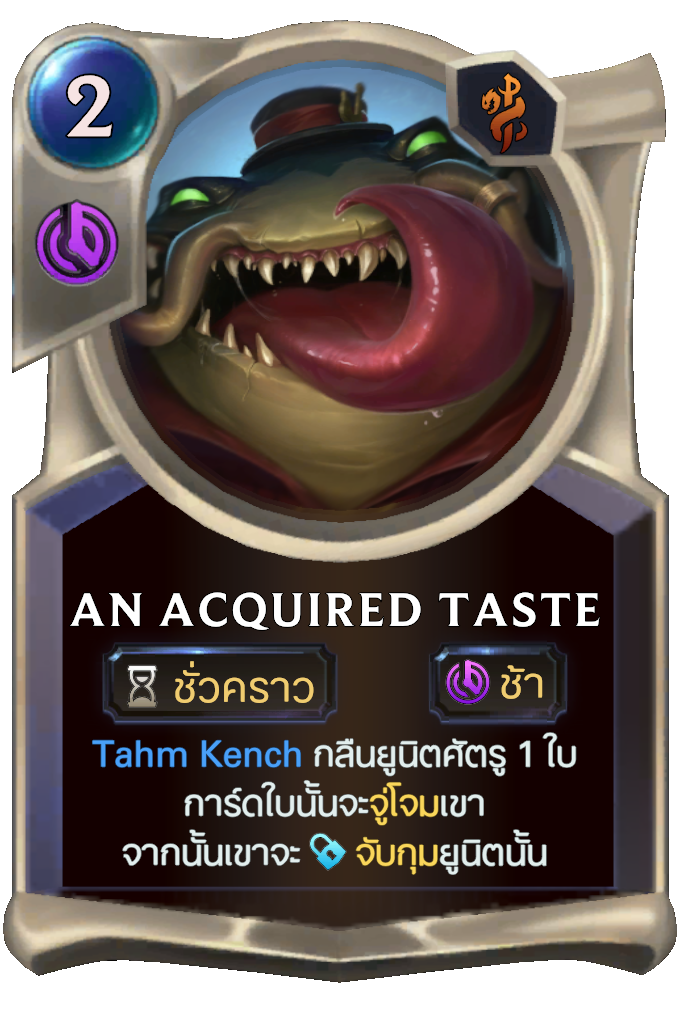 2
AN ACQUIRED TASTE
ชั่วคราว ช้า
Tahm Kench กลืนยูนิตศัตรู 1 ใบ
การ์ดใบนั้นจะจู่โจมเขา
จากนั้นเขาจะ จับกุมยูนิตนั้น